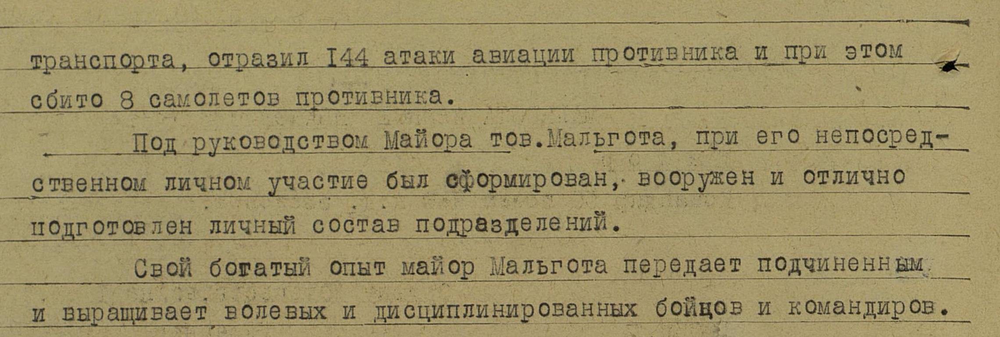 транспорта, отразил I44 атаки авиации противника и при этом
сбито 8 самолетов противника.
Под руководством Майора тов.Мальгота, при его непосред-
ственном личном участие был сформирован, вооружен и отлично
подготовлен личный состав подразделений.
Свой богатый опыт майор Мальгота передает подчиненным
и выращивает волевых и дисциплинированных бойцов и командиров.